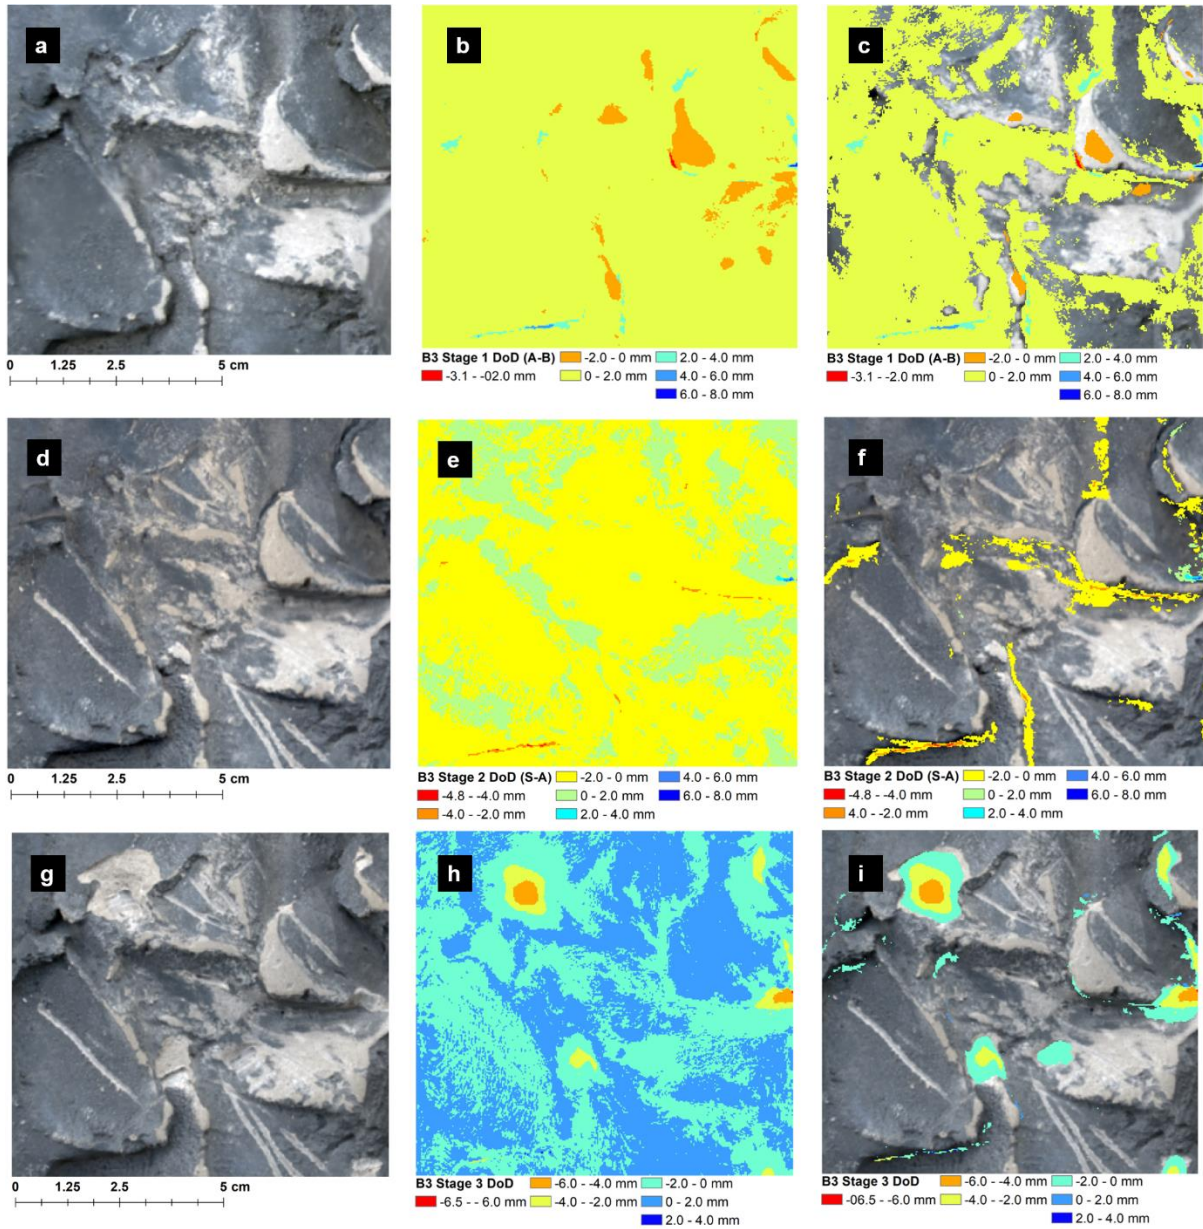 a
b
c
0 1.25 2.5 5 cm
B3 Stage 1 DoD (A-B) -2.0 - 0 mm 2.0 - 4.0 mm
-3.1 - -02.0 mm 0 - 2.0 mm 4.0 - 6.0 mm
6.0 - 8.0 mm
B3 Stage 1 DoD (A-B) -2.0 - 0 mm 2.0 - 4.0 mm
-3.1 - -2.0 mm 0 - 2.0 mm 4.0 - 6.0 mm
6.0 - 8.0 mm
d
e
f
0 1.25 2.5 5 cm
B3 Stage 2 DoD (S-A) -2.0 - 0 mm 4.0 - 6.0 mm
-4.8 - -4.0 mm 0 - 2.0 mm 6.0 - 8.0 mm
-4.0 - -2.0 mm 2.0 - 4.0 mm
B3 Stage 2 DoD (S-A) -2.0 - 0 mm 4.0 - 6.0 mm
-4.8 - -4.0 mm 0 - 2.0 mm 6.0 - 8.0 mm
4.0 - -2.0 mm 2.0 - 4.0 mm
g
h
i
0 1.25 2.5 5 cm
B3 Stage 3 DoD -6.0 - -4.0 mm -2.0 - 0 mm
-6.5 - -6.0 mm -4.0 - -2.0 mm 0 - 2.0 mm
2.0 - 4.0 mm
B3 Stage 3 DoD -6.0 - -4.0 mm -2.0 - 0 mm
-06.5 - -6.0 mm -4.0 - -2.0 mm 0 - 2.0 mm
2.0 - 4.0 mm